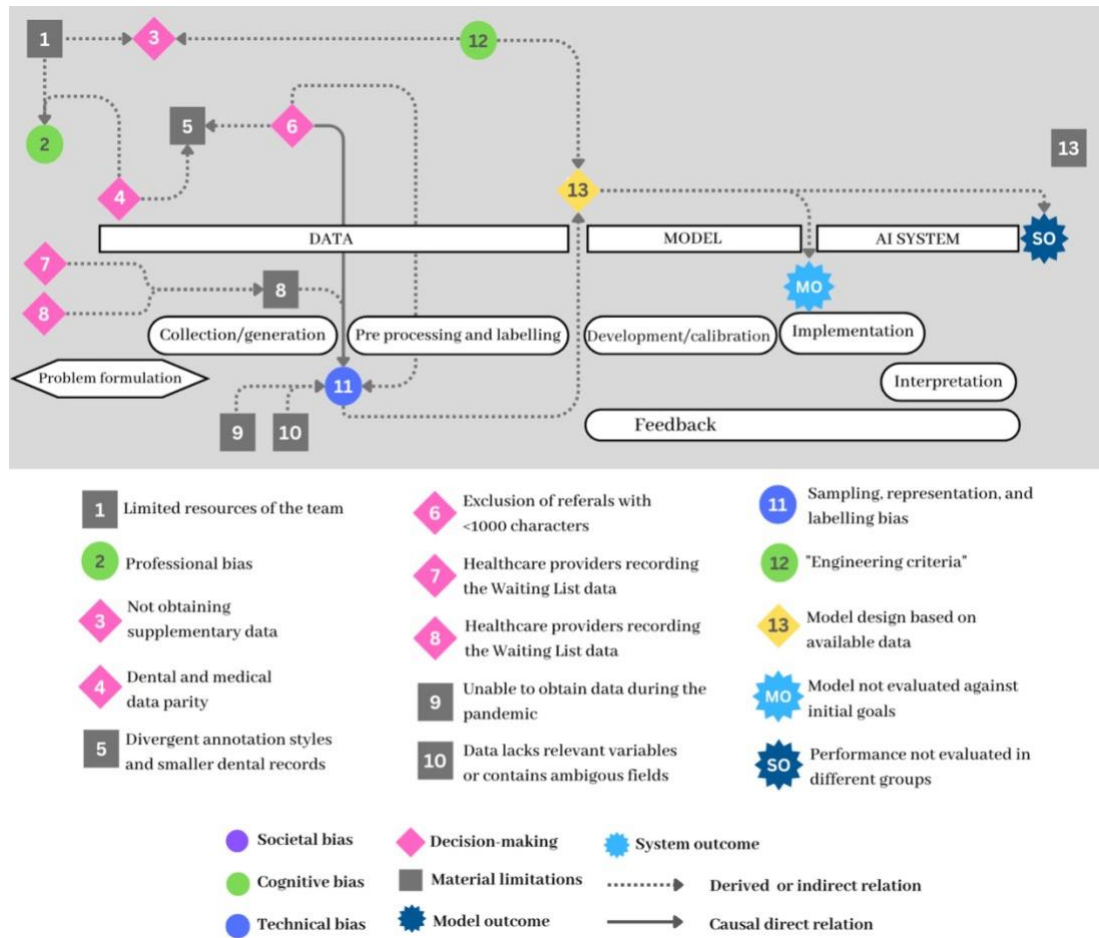 1
3
12
5
6
2
13
4
13
DATA
MODEL
AI SYSTEM
SO
7
8
8
MO
Collection/generation
Pre processing and labelling
Development/calibration
Implementation
Problem formulation
11
Interpretation
9
10
Feedback
1
Limited resources of the team
2
Professional bias
3
Not obtaining
supplementary data
4
Dental and medical
data parity
5
Divergent annotation styles
and smaller dental records
6
Exclusion of referals with
<1000 characters
7
Healthcare providers recording
the Waiting List data
8
Healthcare providers recording
the Waiting List data
9
Unable to obtain data during the
pandemic
10
Data lacks relevant variables
or contains ambigous fields
11
Sampling, representation, and
labelling bias
12
"Engineering criteria"
13
Model design based on
available data
MO
Model not evaluated against
initial goals
SO
Performance not evaluated in
different groups
Societal bias
Decision-making
System outcome
Cognitive bias
Material limitations
Derived or indirect relation
Technical bias
Model outcome
Causal direct relation